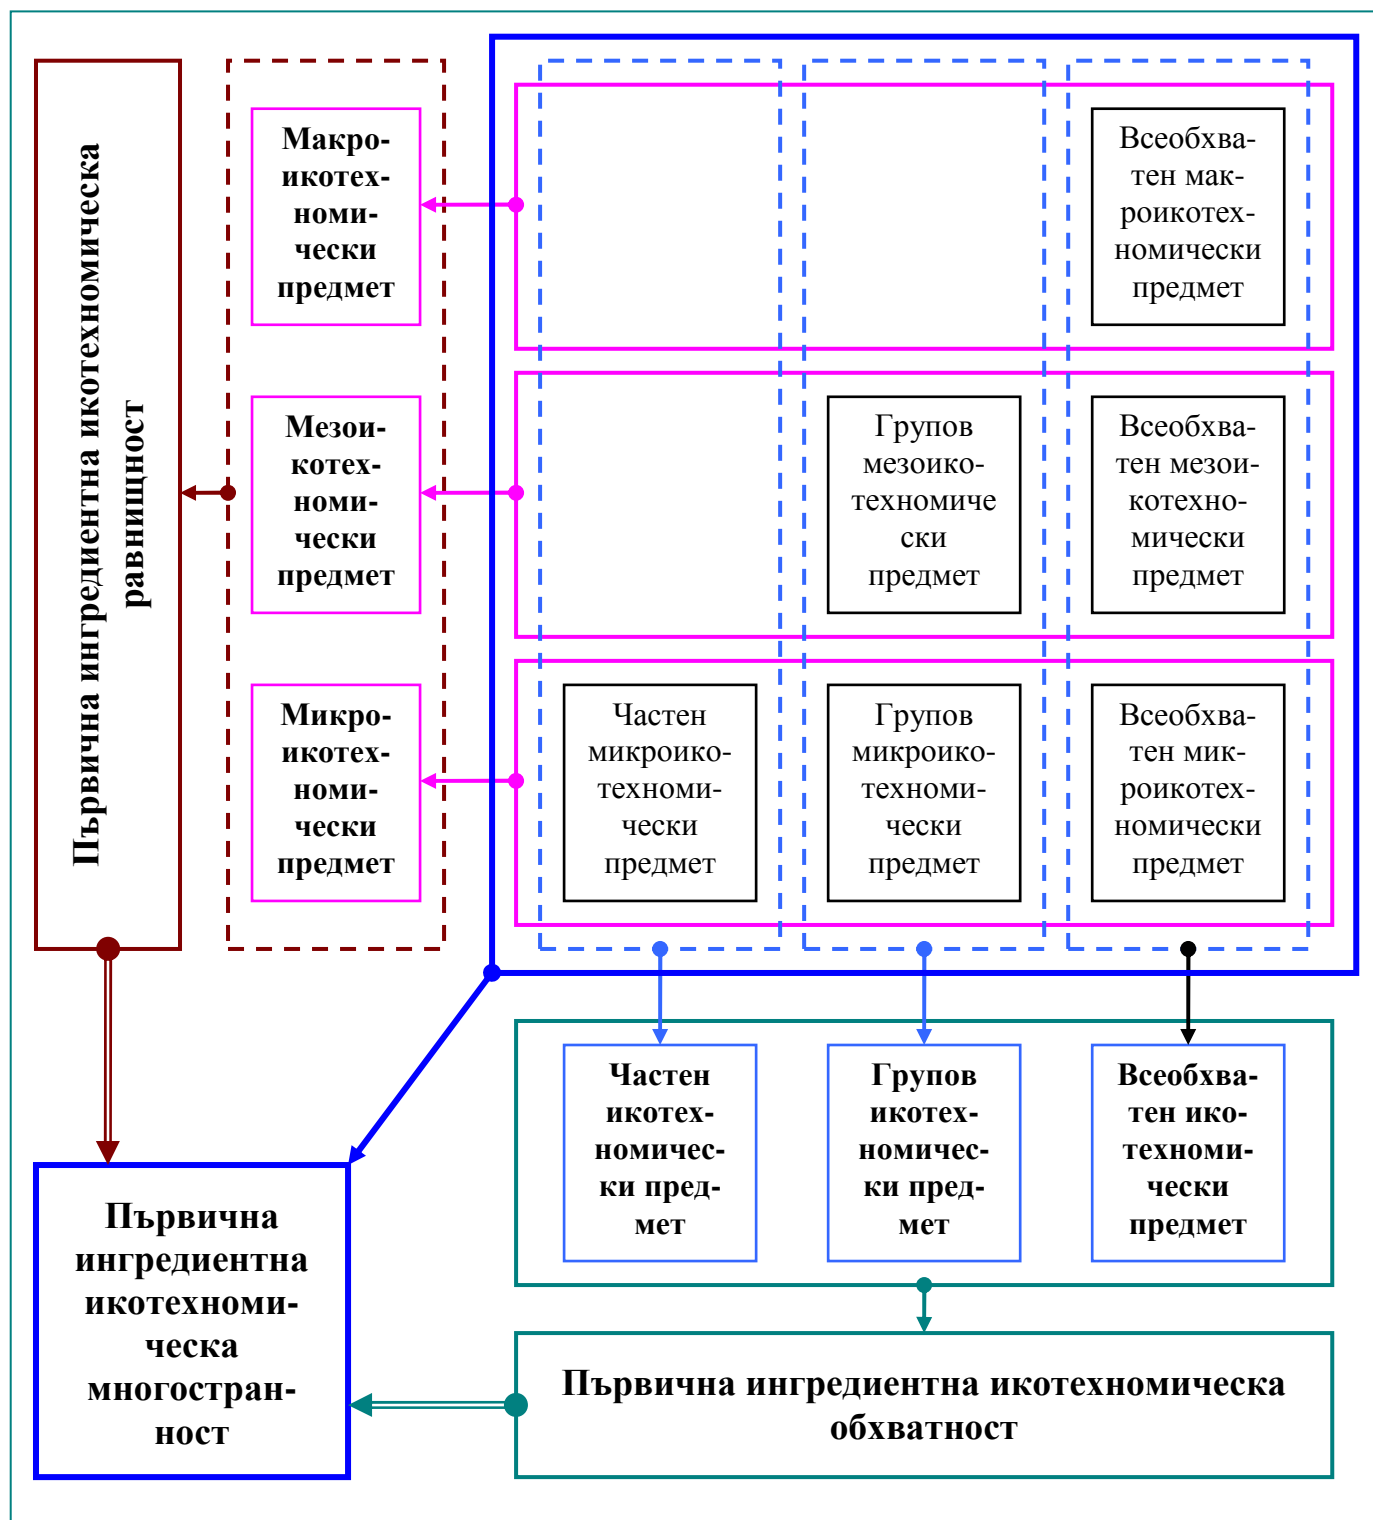 Първична ингредиентна икотехномическа
равнищност
Макро-
икотех-
номи-
чески
предмет
Всеобхва-
тен мак-
роикотех-
номически
предмет
Мезои-
котех-
номи-
чески
предмет
Групов
мезоико-
техномиче
ски
предмет
Всеобхва-
тен мезои-
котехно-
мически
предмет
Микро-
икотех-
номи-
чески
предмет
Частен
микроико-
техноми-
чески
предмет
Групов
микроико-
техноми-
чески
предмет
Всеобхва-
тен мик-
роикотех-
номически
предмет
Частен
икотех-
номичес-
ки пред-
мет
Групов
икотех-
номичес-
ки пред-
мет
Всеобхва-
тен ико-
техноми-
чески
предмет
Първична
ингредиентна
икотехноми-
ческа
многостран-
ност
Първична ингредиентна икотехномическа
обхватност